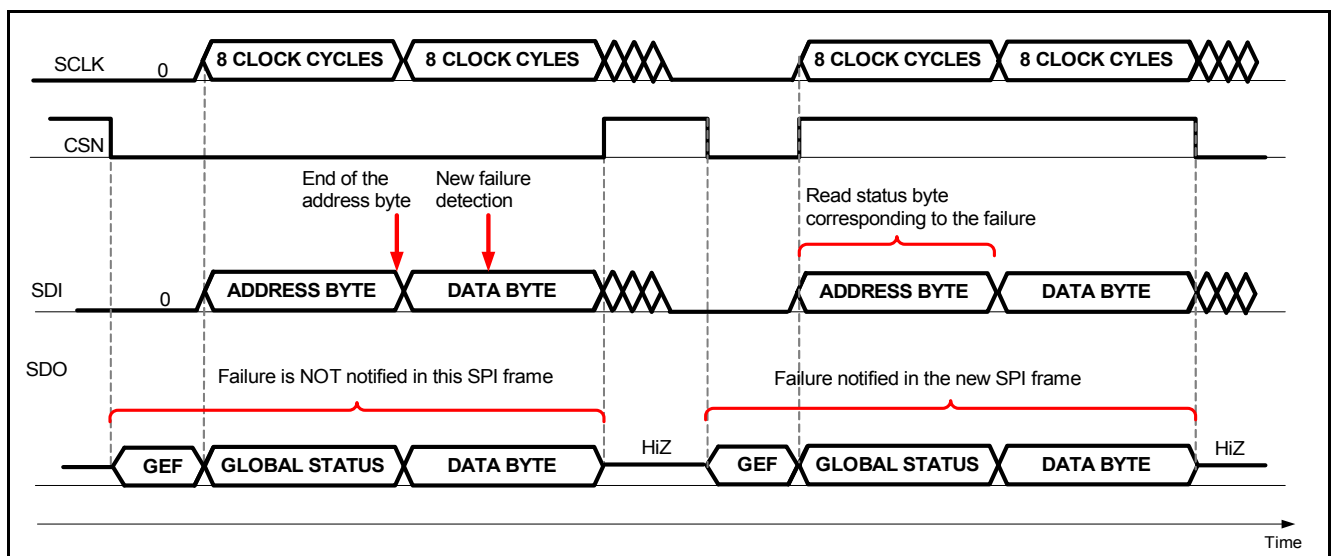 SCLK 0 8 CLOCK CYCLES 8 CLOCK CYLES 8 CLOCK CYCLES 8 CLOCK CYLES
CSN
End of the
address byte
New failure
detection
Read status byte
corresponding to the failure
SDI 0 ADDRESS BYTE DATA BYTE ADDRESS BYTE DATA BYTE
SDO
Failure is NOT notified in this SPI frame
Failure notified in the new SPI frame
GEF GLOBAL STATUS DATA BYTE HiZ GEF GLOBAL STATUS DATA BYTE HiZ
Time